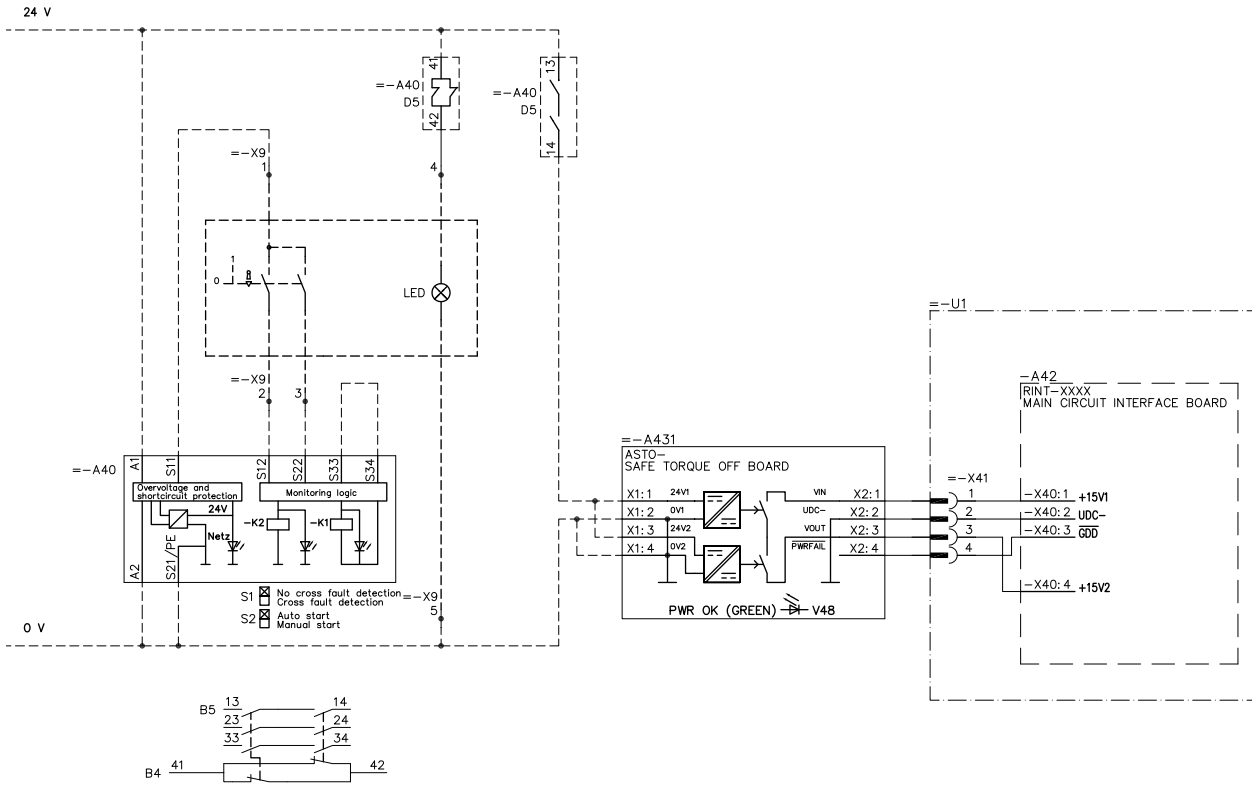 24 V
41
=-A40
D5
42
13
=-A40
D5
14
=-X9
1
4
1
0
LED
=-X9
2
3
=-U1
-A42
RINT-XXXX
MAIN CIRCUIT INTERFACE BOARD
=-A40
A1
S11
S12
S22
S33
S34
Overvoltage and
shortcircuit protection
Monitoring logic
24V
-K2
-K1
Netz
A2
S21/PE
=-A431
ASTO-
SAFE TORQUE OFF BOARD
X1:1 24V1 VIN X2:1
X1:2 0V1 UDC- X2:2
X1:3 24V2 VOUT X2:3
X1:4 0V2 PWRFAIL X2:4
PWR OK (GREEN) V48
=-X41
1 -X40:1 +15V1
2 -X40:2 UDC-
3 -X40:3 GDD
4
-X40:4 +15V2
S1 No cross fault detection
Cross fault detection
S2 Auto start
Manual start
=-X9
5
0 V
B5 13 14
23 24
33 34
B4 41 42